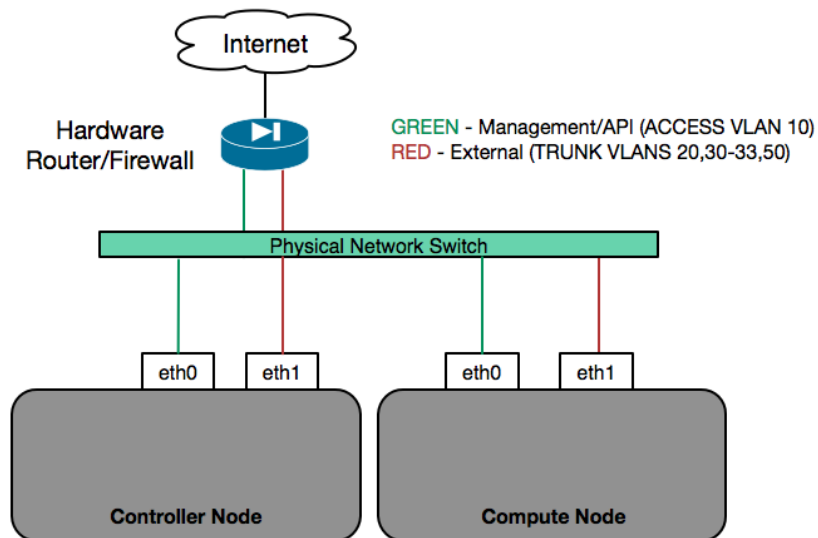 Internet
Hardware
Router/Firewall
GREEN - Management/API (ACCESS VLAN 10)
RED - External (TRUNK VLANS 20,30-33,50)
Physical Network Switch
eth0
eth1
eth0
eth1
Controller Node
Compute Node